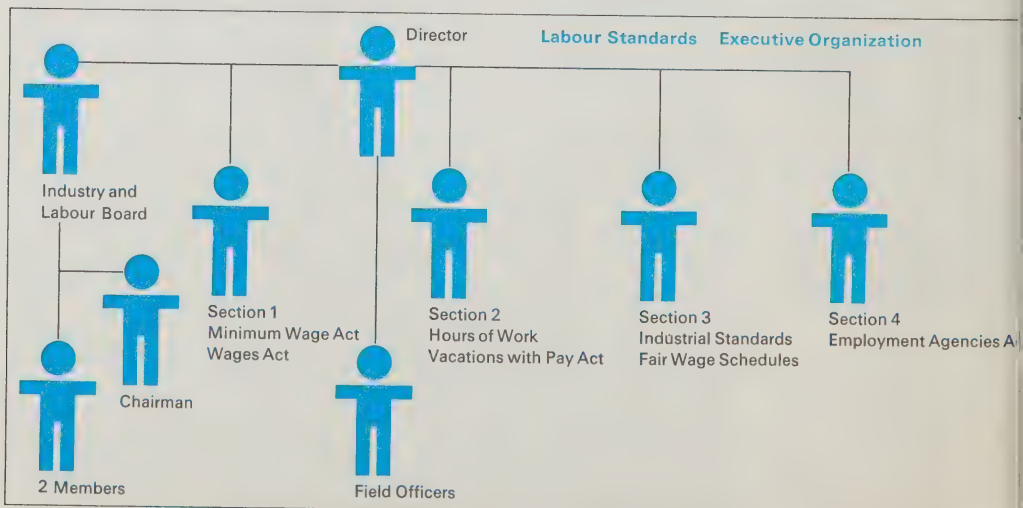 Director
Labour Standards Executive Organization
Industry and
Labour Board
Section 1
Minimum Wage Act
Wages Act
Section 2
Hours of Work
Vacations with Pay Act
Section 3
Industrial Standards
Fair Wage Schedules
Section 4
Employment Agencies
Chairman
2 Members
Field Officers